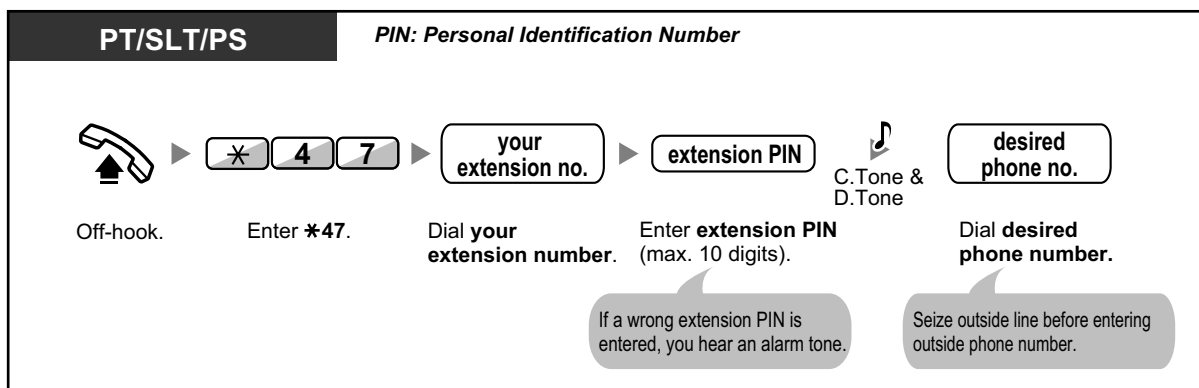 PT/SLT/PS
PIN: Personal Identification Number
✳ 4 7
your
extension no.
extension PIN
C.Tone &
D.Tone
desired
phone no.
Off-hook.
Enter ✳47.
Dial your
extension number.
Enter extension PIN
(max. 10 digits).
Dial desired
phone number.
If a wrong extension PIN is
entered, you hear an alarm tone.
Seize outside line before entering
outside phone number.